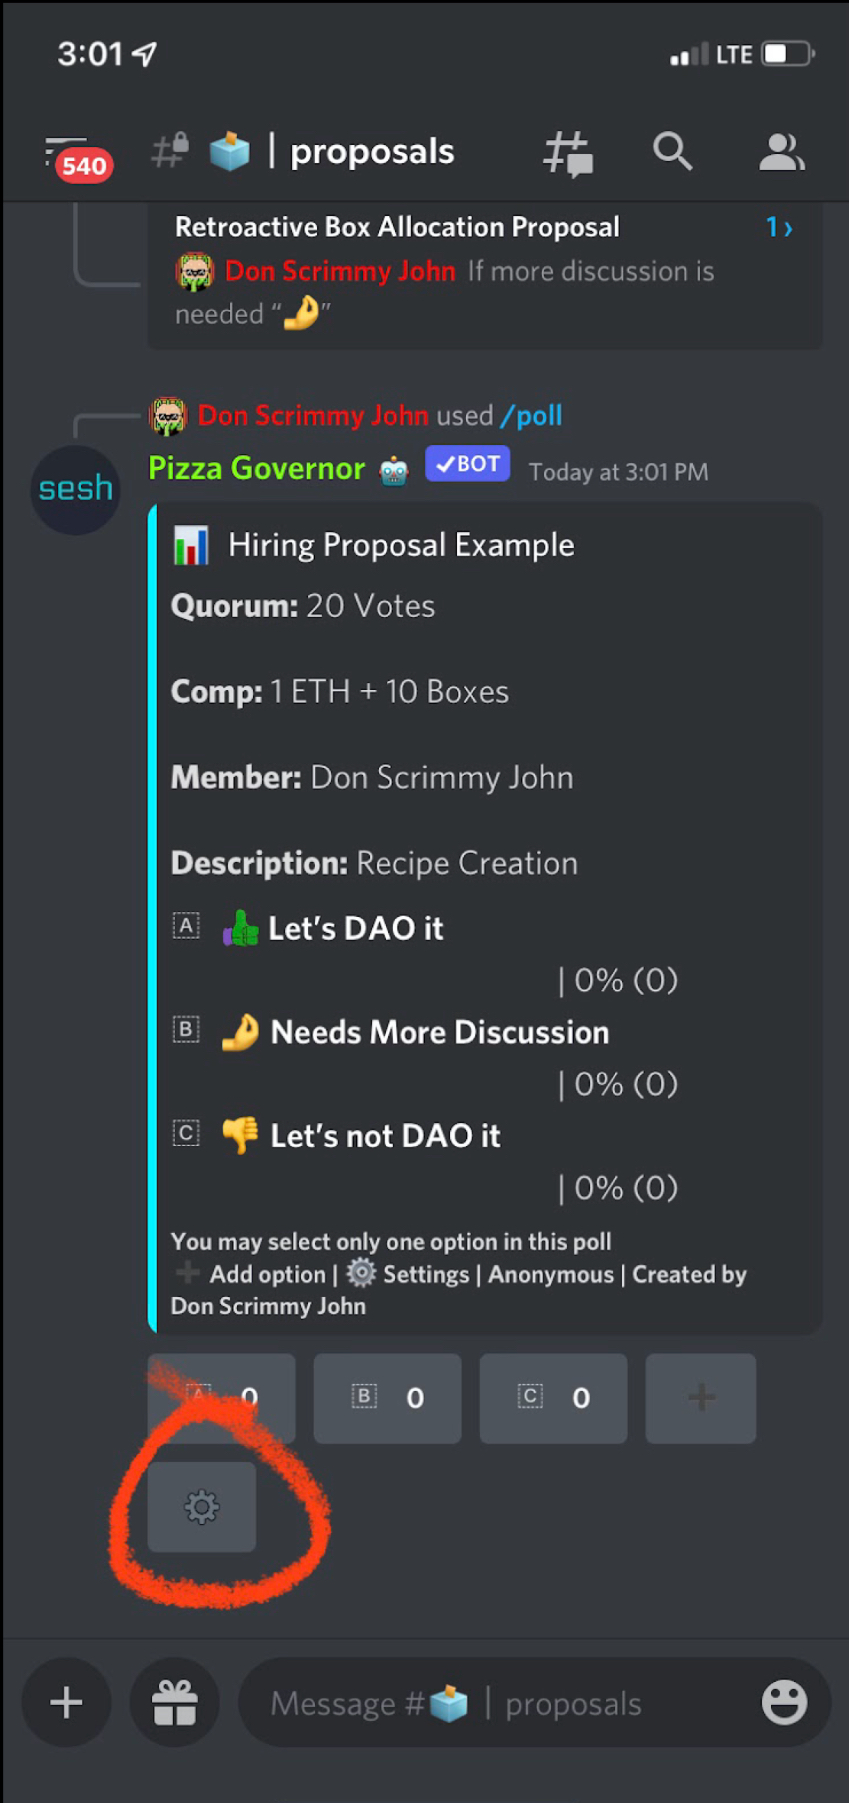 3:01 LTE
540 # | proposals
Retroactive Box Allocation Proposal 1 ›
Don Scrimmy John If more discussion is
needed “🤌”
Don Scrimmy John used /poll
sesh
Pizza Governor 🤖 ✓BOT Today at 3:01 PM
📊 Hiring Proposal Example
Quorum: 20 Votes
Comp: 1 ETH + 10 Boxes
Member: Don Scrimmy John
Description: Recipe Creation
A Let’s DAO it
| 0% (0)
B 🤌 Needs More Discussion
| 0% (0)
C 👎 Let’s not DAO it
| 0% (0)
You may select only one option in this poll
➕ Add option | ⚙️ Settings | Anonymous | Created by
Don Scrimmy John
A 0 B 0 C 0 +
Message #🗳️ | proposals